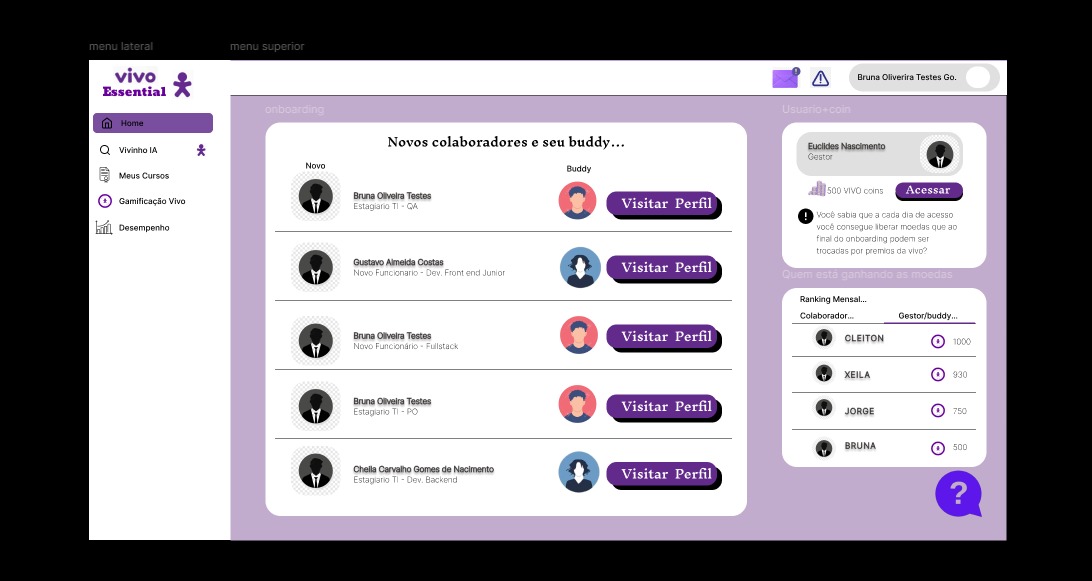 menu lateral
menu superior
vivo
Essential
Home
Vivinho IA
Meus Cursos
Gamificação Vivo
Desempenho
!
Bruna Oliverira Testes Go.
onboarding
Novos colaboradores e seu buddy...
Novo
Buddy
Bruna Oliveira Testes
Estagiario TI - QA
Visitar Perfil
Gustavo Almeida Costas
Novo Funcionario - Dev. Front end Junior
Visitar Perfil
Bruna Oliveira Testes
Novo Funcionário - Fullstack
Visitar Perfil
Bruna Oliveira Testes
Estagiario TI - PO
Visitar Perfil
Cheila Carvalho Gomes de Nacimento
Estagiario TI - Dev. Backend
Visitar Perfil
Usuario+coin
Euclides Nascimento
Gestor
500 VIVO coins
Acessar
Você sabia que a cada dia de acesso
você consegue liberar moedas que ao
final do onboarding podem ser
trocadas por premios da vivo?
Quem está ganhando as moedas
Ranking Mensal...
Colaborador...
Gestor/buddy...
CLEITON 1000
XEILA 930
JORGE 750
BRUNA 500
?